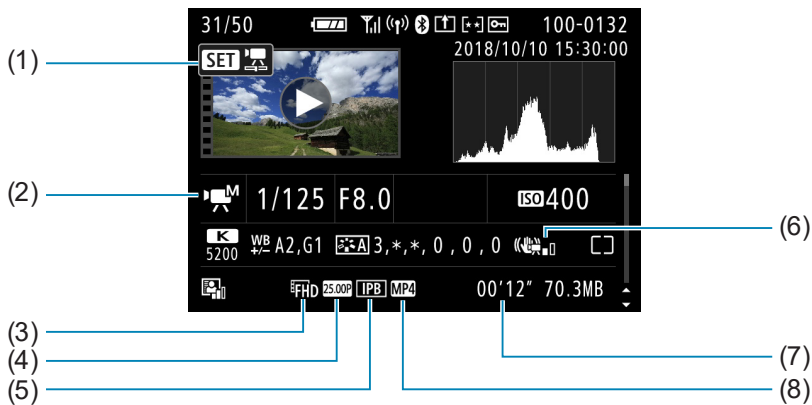 31/50 100-0132
2018/10/10 15:30:00
(1) SET
(2) M 1/125 F8.0 ISO 400
(6)
K 5200 WB +/- A2,G1 A 3,*,*,0,0,0
FHD 25.00P IPB MP4 00'12" 70.3MB
(3)
(4)
(5)
(7)
(8)